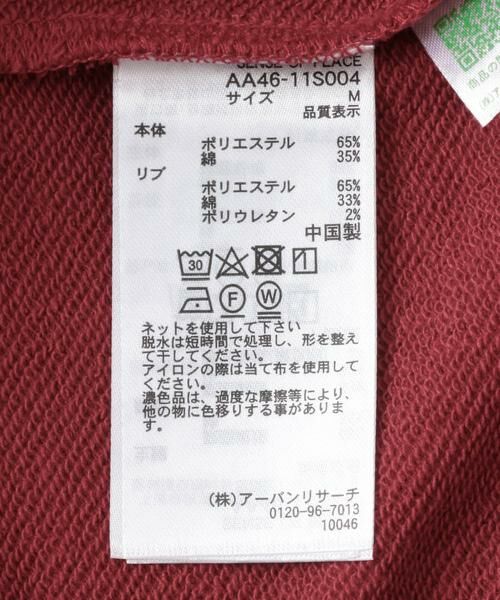 SENSE OF PLACE
AA46-11S004
サイズ M
品質表示
本体
ポリエステル 65%
綿 35%
リブ
ポリエステル 65%
綿 33%
ポリウレタン 2%
中国製
30
F W
ネットを使用して下さい
脱水は短時間で処理し、形を整え
て干してください。
アイロンの際は当て布を使用して
ください。
濃色品は、過度な摩擦等により、
他の物に色移りする事がありま
す。
(株)アーバンリサーチ
0120-96-7013
10046
商品の
(株)ア